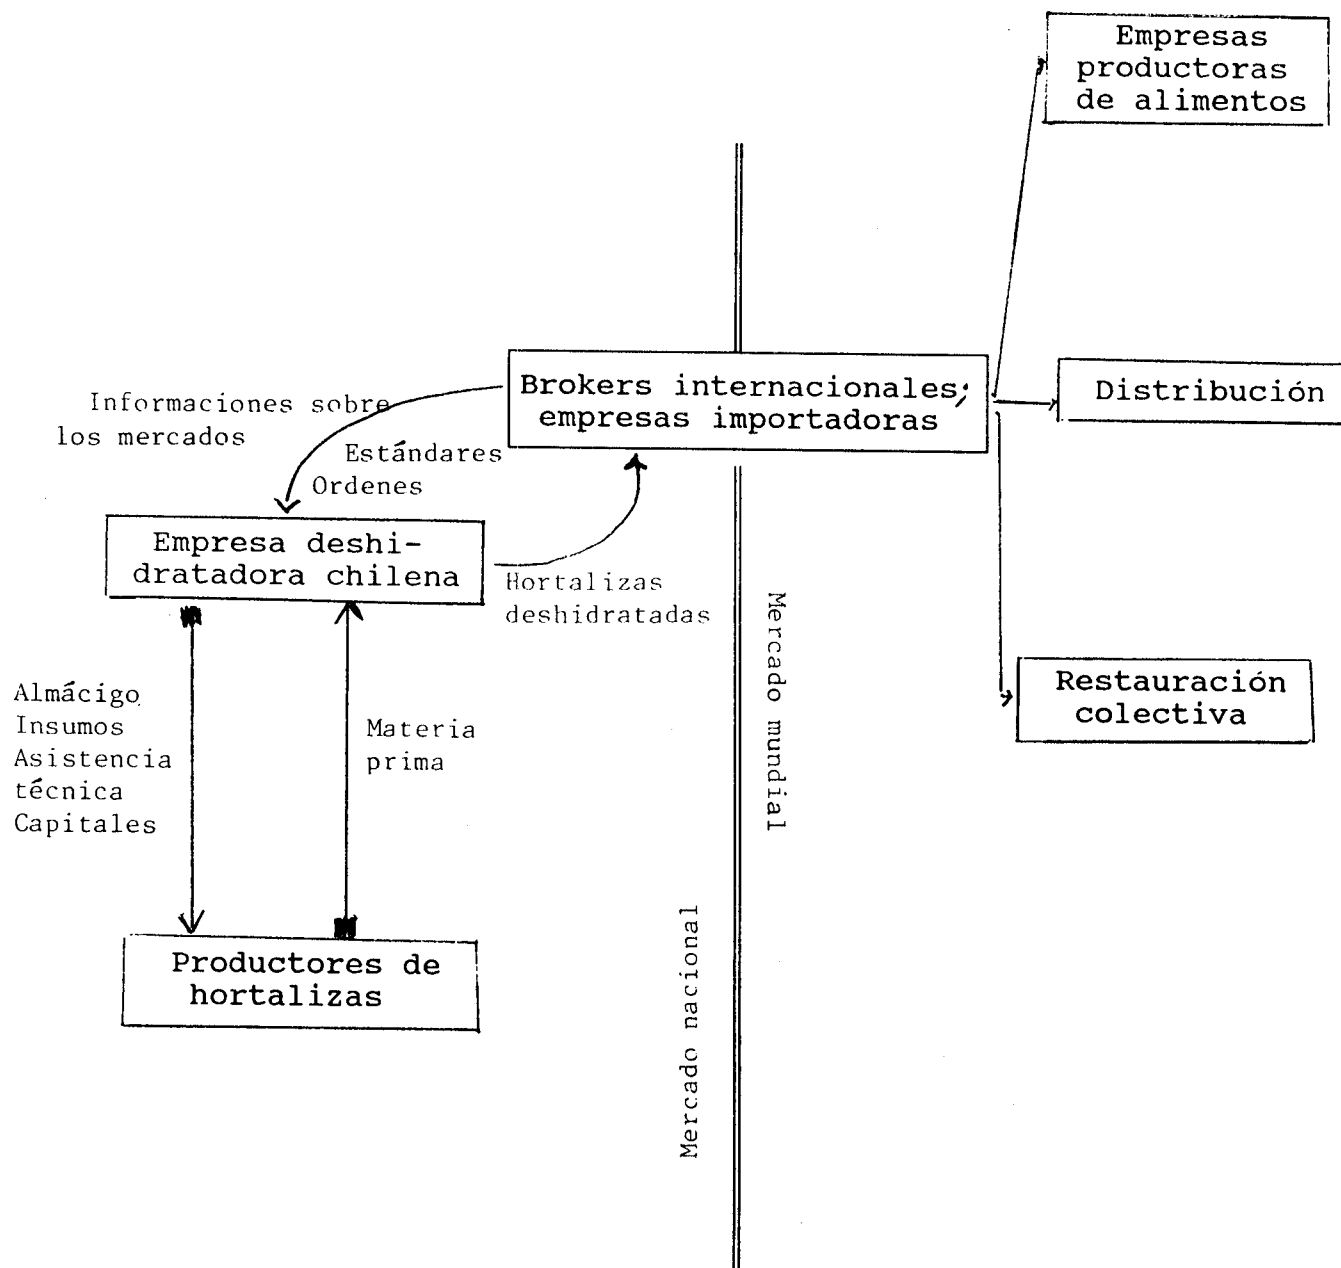 Empresas
productoras
de alimentos
Brokers internacionales;
empresas importadoras
Distribución
Informaciones sobre
los mercados
Estándares
Ordenes
Empresa deshi-
dratadora chilena
Hortalizas
deshidratadas
Mercado mundial
Restauración
colectiva
Almácigo
Insumos
Asistencia
técnica
Capitales
Materia
prima
Mercado nacional
Productores de
hortalizas